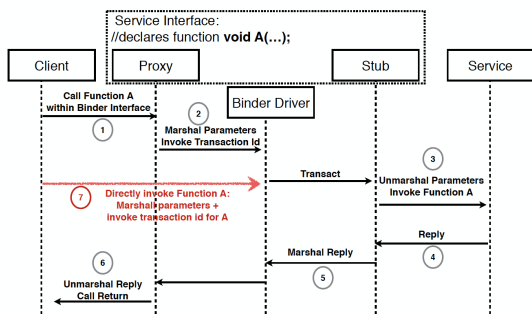 Service Interface:
//declares function void A(...);
Client
Proxy
Stub
Service
Binder Driver
Call Function A
within Binder Interface
1
2
Marshal Parameters
Invoke Transaction Id
Transact
3
Unmarshal Parameters
Invoke Function A
7
Directly invoke Function A:
Marshall parameters +
invoke transaction id for A
Reply
4
Marshal Reply
5
6
Unmarshal Reply
Call Return